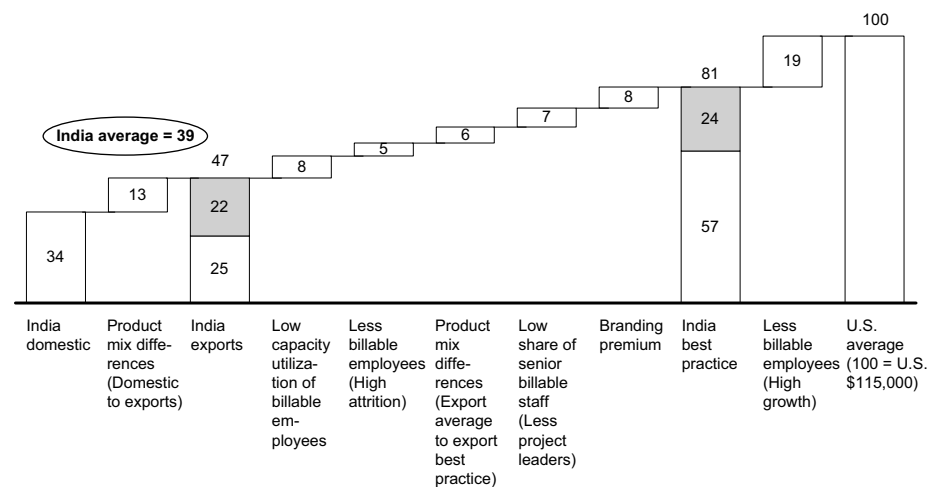 100
81
19
8
24
7
6
India average = 39
5
47
8
13
22
57
34
25
India
domestic
Product
mix diffe-
rences
(Domestic
to exports)
India
exports
Low
capacity
utiliza-
tion of
billable
em-
ployees
Less
billable
employees
(High
attrition)
Product
mix
diffe-
rences
(Export
average
to export
best
practice)
Low
share of
senior
billable
staff
(Less
project
leaders)
Branding
premium
India
best
practice
Less
billable
employees
(High
growth)
U.S.
average
(100 = U.S.
$115,000)